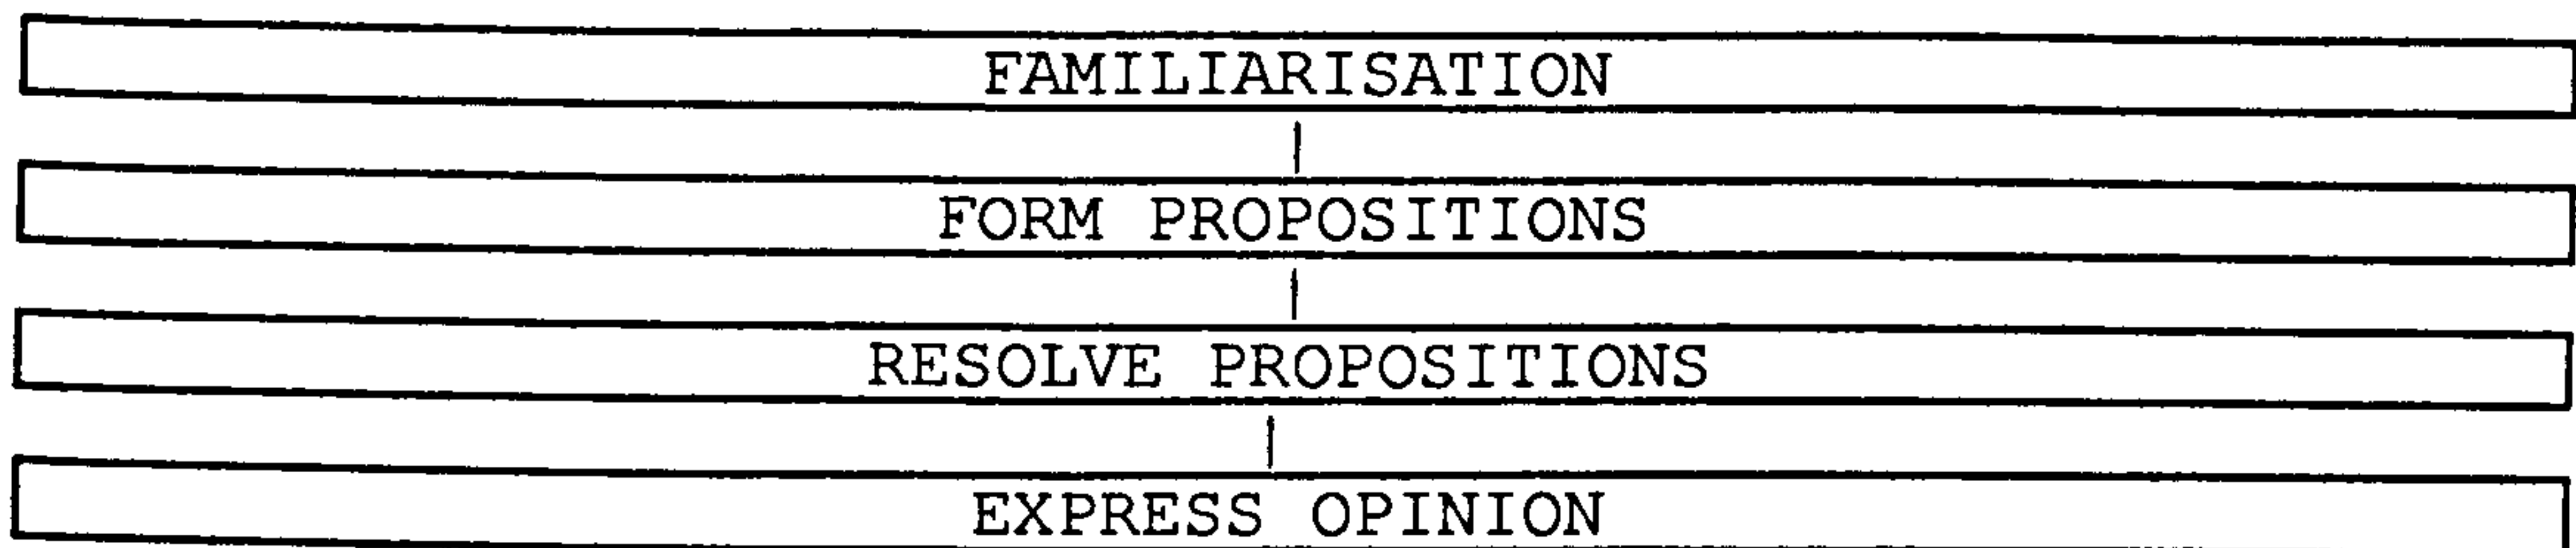 FAMILIARISATION
FORM PROPOSITIONS
RESOLVE PROPOSITIONS
EXPRESS OPINION